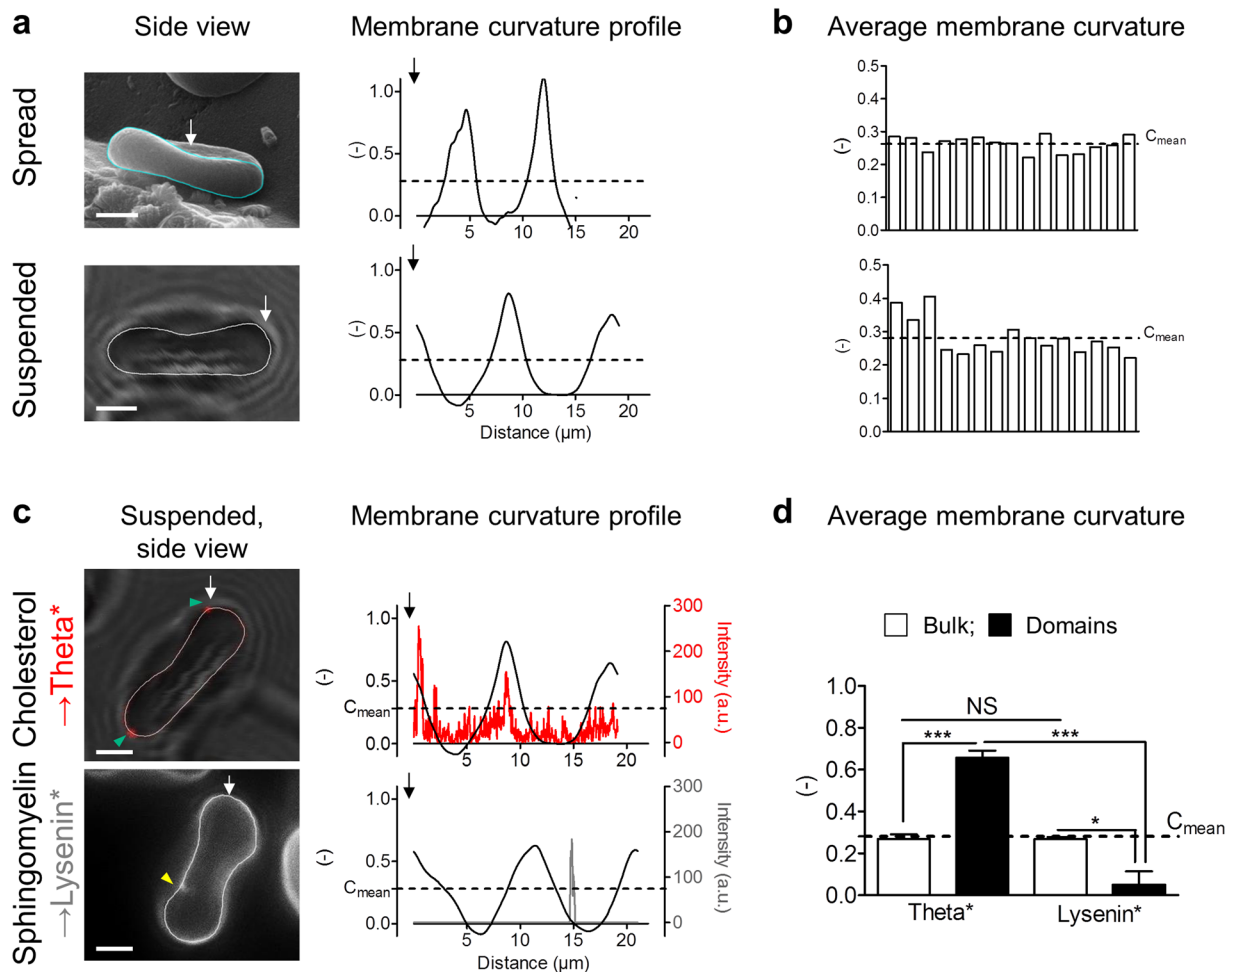 a
Side view
Membrane curvature profile
b
Average membrane curvature
Spread
1.0
0.5
0.0
(-)
5
10
15
20
0.5
0.4
0.3
0.2
0.1
0.0
(-)
Cmean
Suspended
1.0
0.5
0.0
(-)
5
10
15
20
Distance (µm)
0.5
0.4
0.3
0.2
0.1
0.0
(-)
Cmean
c
Suspended,
side view
Membrane curvature profile
d
Average membrane curvature
Cholesterol
→Theta*
1.0
0.5
Cmean
0.0
(-)
5
10
15
20
300
200
100
0
Intensity (a.u.)
Sphingomyelin
→Lysenin*
1.0
0.5
Cmean
0.0
(-)
5
10
15
20
Distance (µm)
300
200
100
0
Intensity (a.u.)
Bulk; Domains
1.0
0.8
0.6
0.4
0.2
0.0
(-)
NS
***
***
*
Cmean
Theta*
Lysenin*